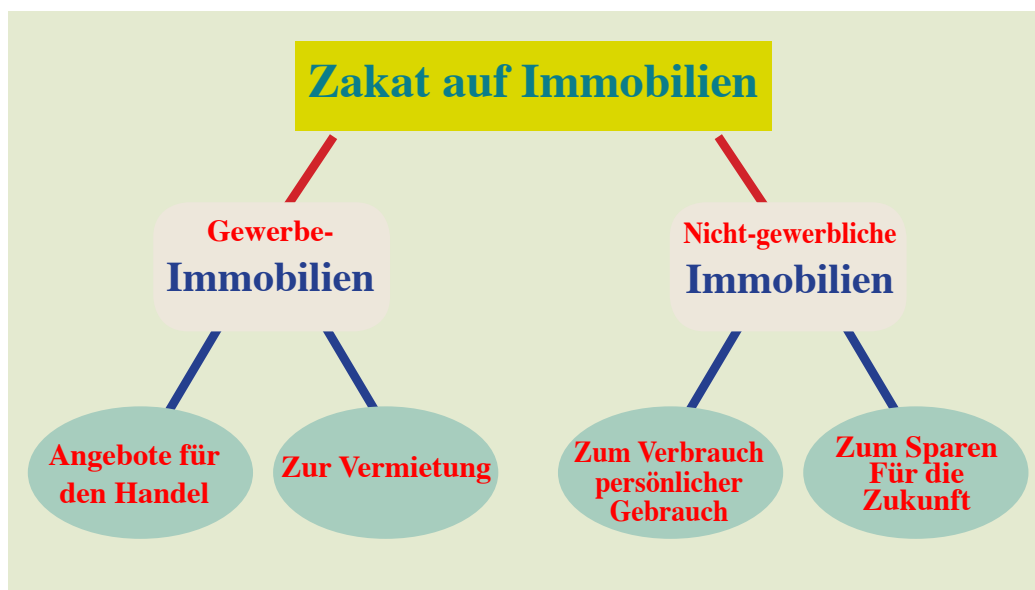 Zakat auf Immobilien
Gewerbe-
Immobilien
Nicht-gewerbliche
Immobilien
Angebote für
den Handel
Zur Vermietung
Zum Verbrauch
persönlicher
Gebrauch
Zum Sparen
Für die
Zukunft